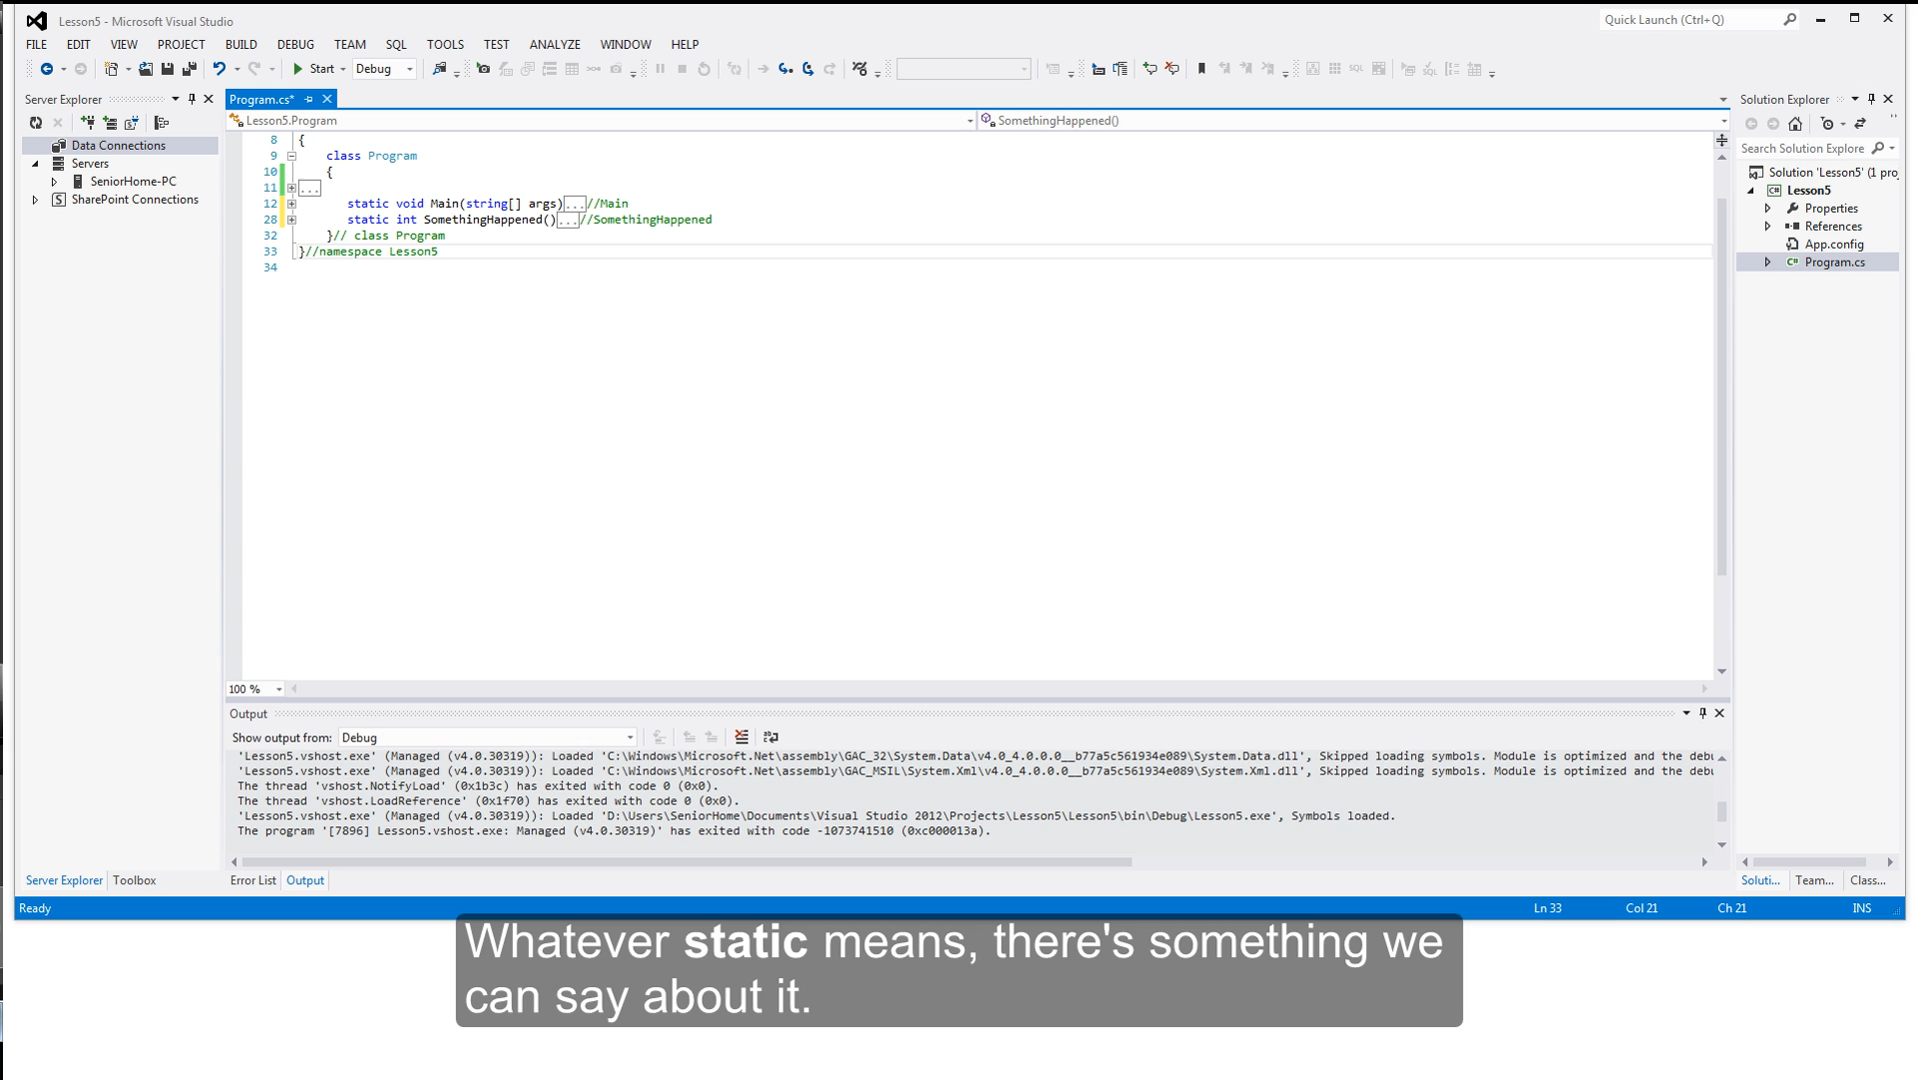 Lesson5 - Microsoft Visual Studio
Quick Launch (Ctrl+Q)
FILE EDIT VIEW PROJECT BUILD DEBUG TEAM SQL TOOLS TEST ANALYZE WINDOW HELP
Start Debug
Server Explorer
Program.cs*
Solution Explorer
Lesson5.Program
SomethingHappened()
Data Connections
Servers
SeniorHome-PC
SharePoint Connections
8 {
9 class Program
10 {
11 ...
12 static void Main(string[] args)...//Main
28 static int SomethingHappened()...//SomethingHappened
32 }// class Program
33 }//namespace Lesson5
34
Search Solution Explore
Solution 'Lesson5' (1 pro
Lesson5
Properties
References
App.config
Program.cs
100 %
Output
Show output from: Debug
'Lesson5.vshost.exe' (Managed (v4.0.30319)): Loaded 'C:\Windows\Microsoft.Net\assembly\GAC_32\System.Data\v4.0_4.0.0.0__b77a5c561934e089\System.Data.dll', Skipped loading symbols. Module is optimized and the debu
'Lesson5.vshost.exe' (Managed (v4.0.30319)): Loaded 'C:\Windows\Microsoft.Net\assembly\GAC_MSIL\System.Xml\v4.0_4.0.0.0__b77a5c561934e089\System.Xml.dll', Skipped loading symbols. Module is optimized and the debu
The thread 'vshost.NotifyLoad' (0x1b3c) has exited with code 0 (0x0).
The thread 'vshost.LoadReference' (0x1f70) has exited with code 0 (0x0).
'Lesson5.vshost.exe' (Managed (v4.0.30319)): Loaded 'D:\Users\SeniorHome\Documents\Visual Studio 2012\Projects\Lesson5\Lesson5\bin\Debug\Lesson5.exe', Symbols loaded.
The program '[7896] Lesson5.vshost.exe: Managed (v4.0.30319)' has exited with code -1073741510 (0xc000013a).
Server Explorer Toolbox
Error List Output
Soluti... Team... Class...
Ready
Ln 33 Col 21 Ch 21 INS
Whatever static means, there's something we
can say about it.